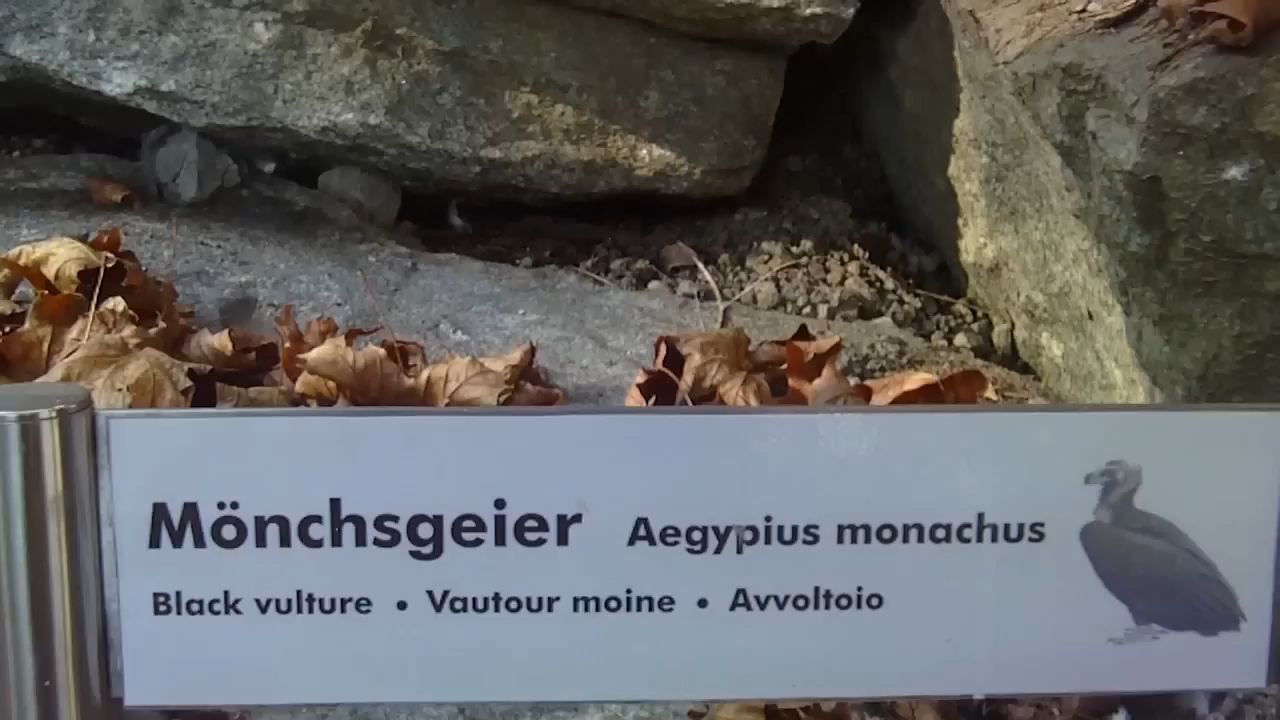 Mönchsgeier Aegypius monachus
Black vulture • Vautour moine • Avvoltoio